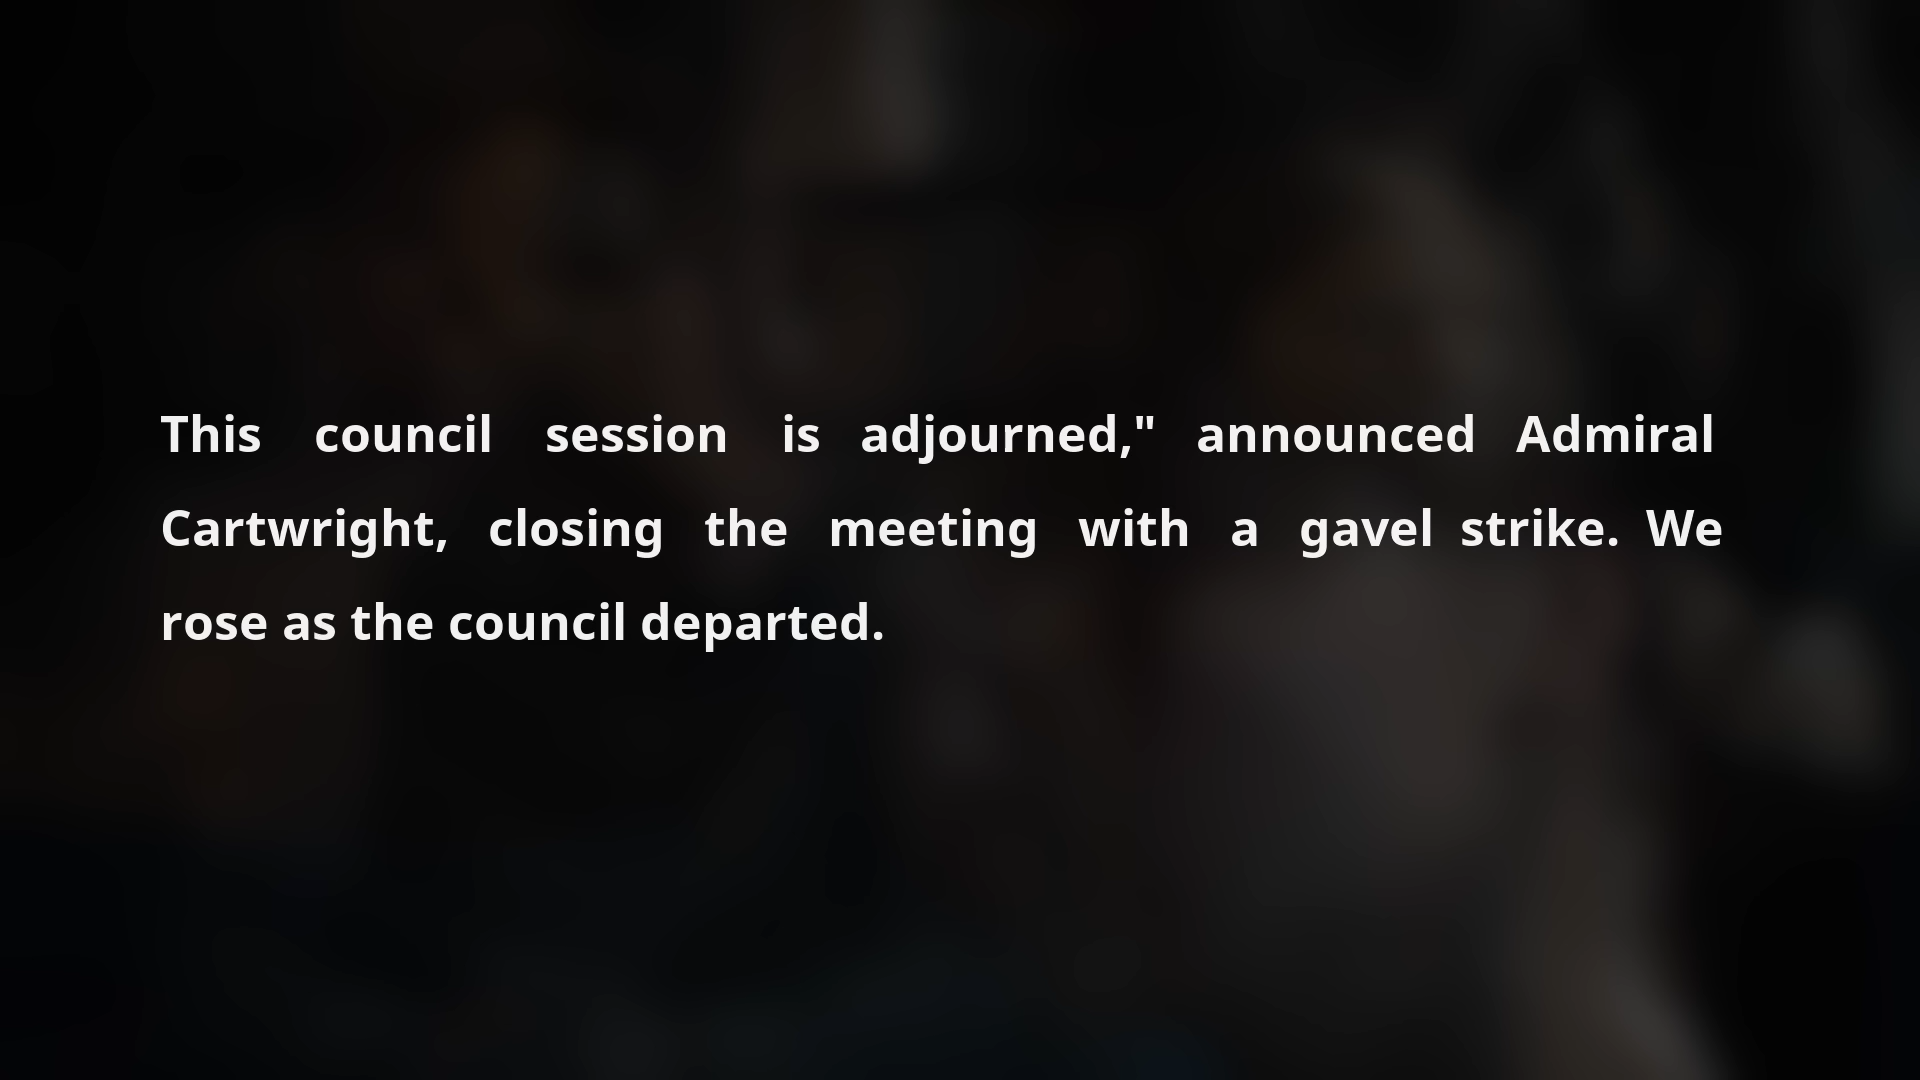 This council session is adjourned," announced Admiral
Cartwright, closing the meeting with a gavel strike. We
rose as the council departed.